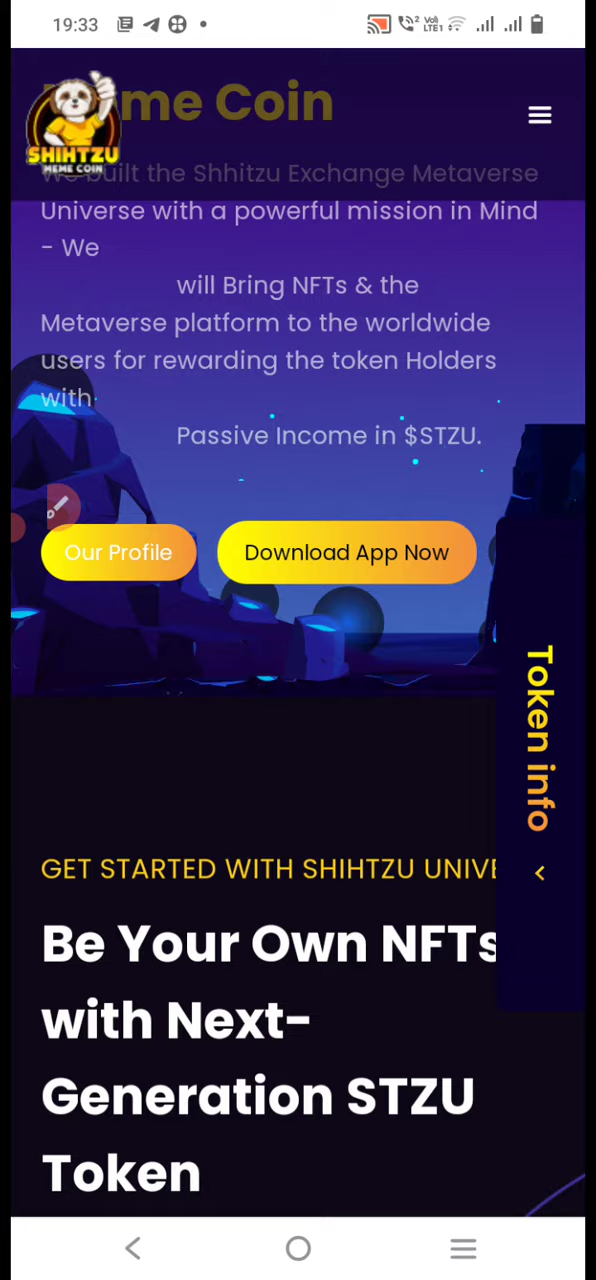 19:33
Vo)
LTE1
Meme Coin
SHIHTZU
MEME COIN
We built the Shhitzu Exchange Metaverse
Universe with a powerful mission in Mind
- We
will Bring NFTs & the
Metaverse platform to the worldwide
users for rewarding the token Holders
with
Passive Income in $STZU.
Our Profile
Download App Now
Token info
GET STARTED WITH SHIHTZU UNIVE
Be Your Own NFTs
with Next-
Generation STZU
Token